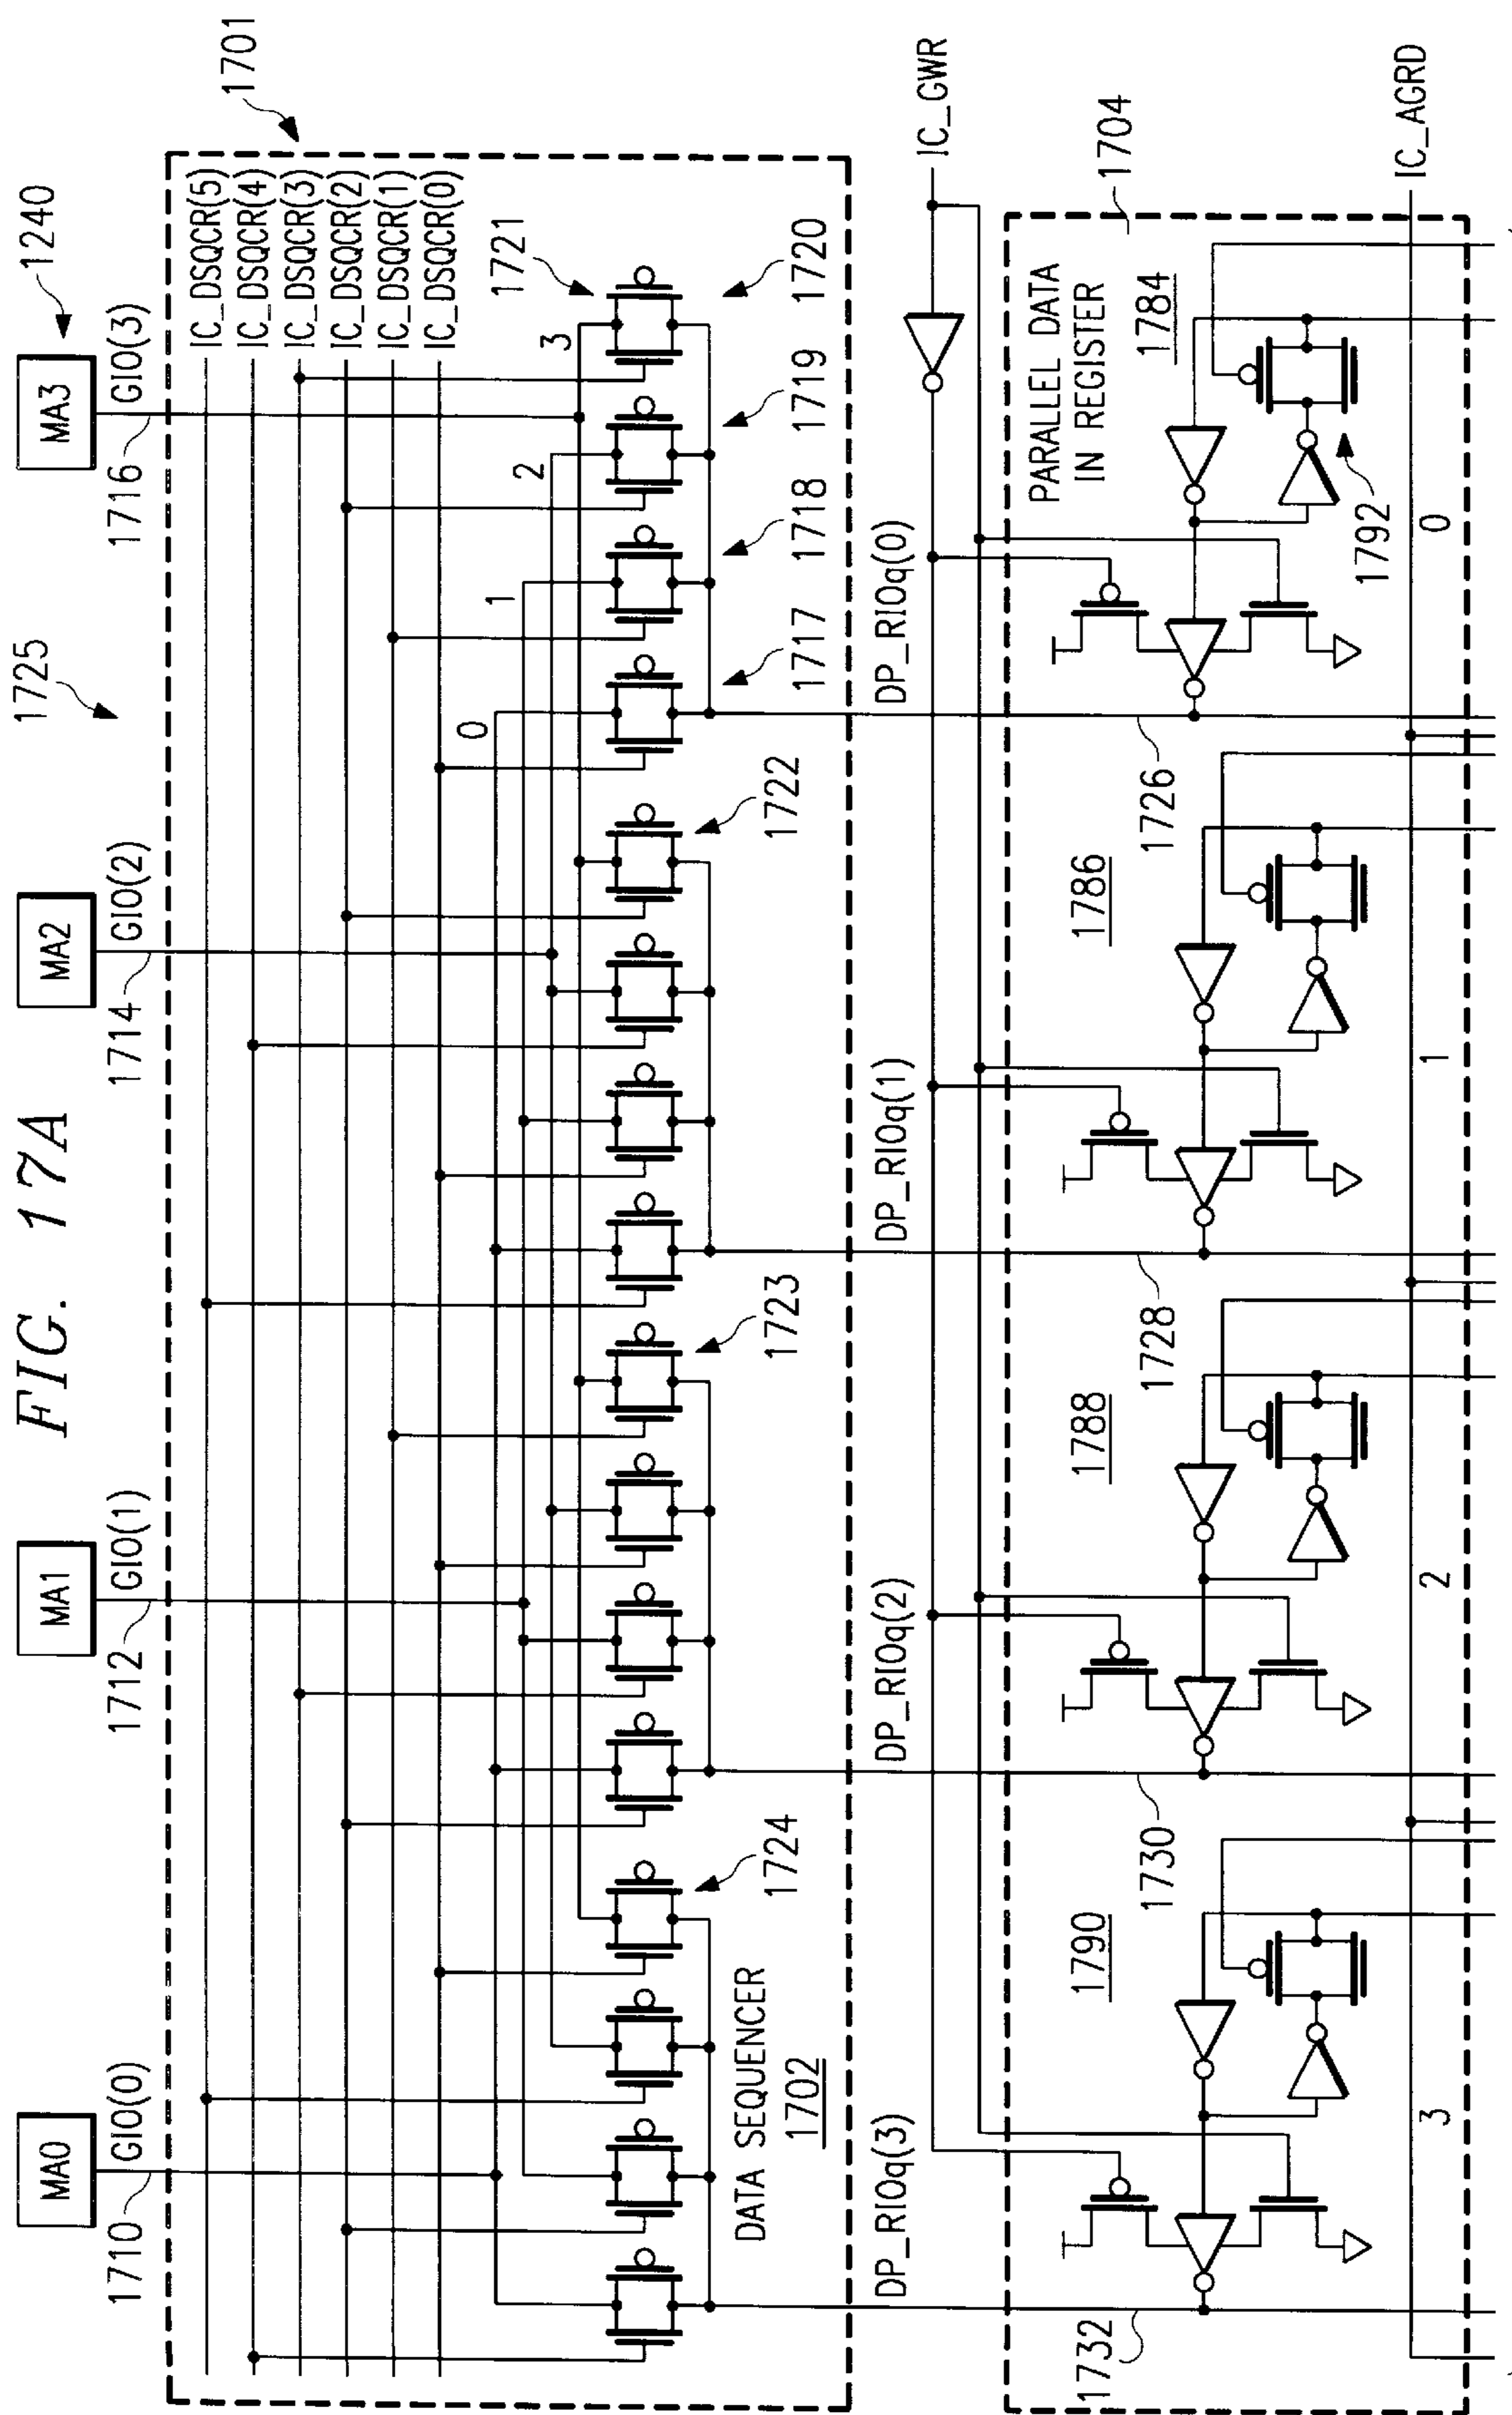 FIG. 17A
1725
1240
MA0
MA1
MA2
MA3
1710
GIO(0)
1712
GIO(1)
1714
GIO(2)
1716
GIO(3)
1701
IC_DSQCR(5)
IC_DSQCR(4)
IC_DSQCR(3)
IC_DSQCR(2)
IC_DSQCR(1)
IC_DSQCR(0)
0
1
2
3
1721
1724
1723
1722
1717
1718
1719
1720
DATA SEQUENCER
1702
DP_RIOq(3)
DP_RIOq(2)
DP_RIOq(1)
DP_RIOq(0)
IC_GWR
1732
1730
1728
1726
1704
PARALLEL DATA
IN REGISTER
1790
1788
1786
1784
1792
3
2
1
0
IC_AGRD